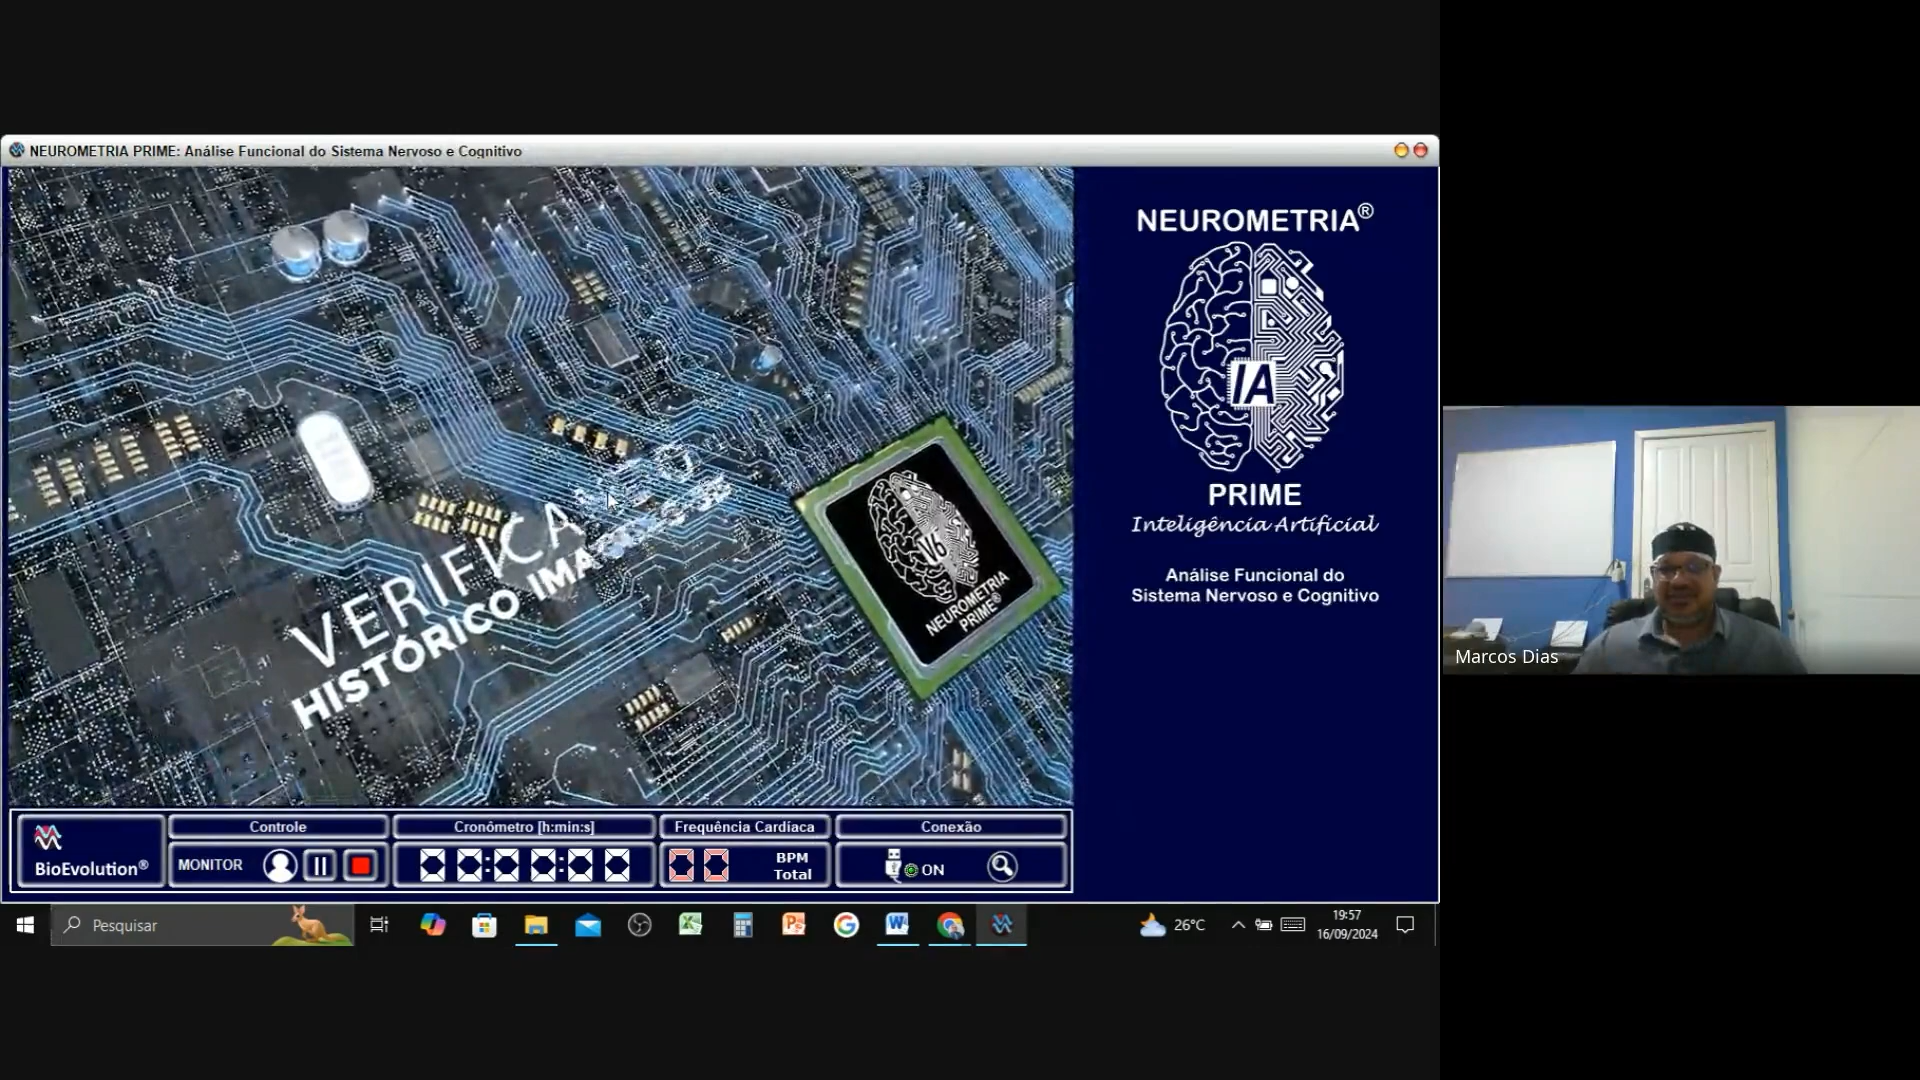 NEUROMETRIA PRIME: Análise Funcional do Sistema Nervoso e Cognitivo
NEUROMETRIA®
IA
PRIME
Inteligência Artificial
Análise Funcional do
Sistema Nervoso e Cognitivo
VERIFICA
HISTÓRICO
V6
NEUROMETRIA
PRIME®
Marcos Dias
BioEvolution®
Controle
MONITOR
Cronômetro [h:min:s]
Frequência Cardíaca
BPM
Total
Conexão
ON
Pesquisar
26°C
19:57
16/09/2024